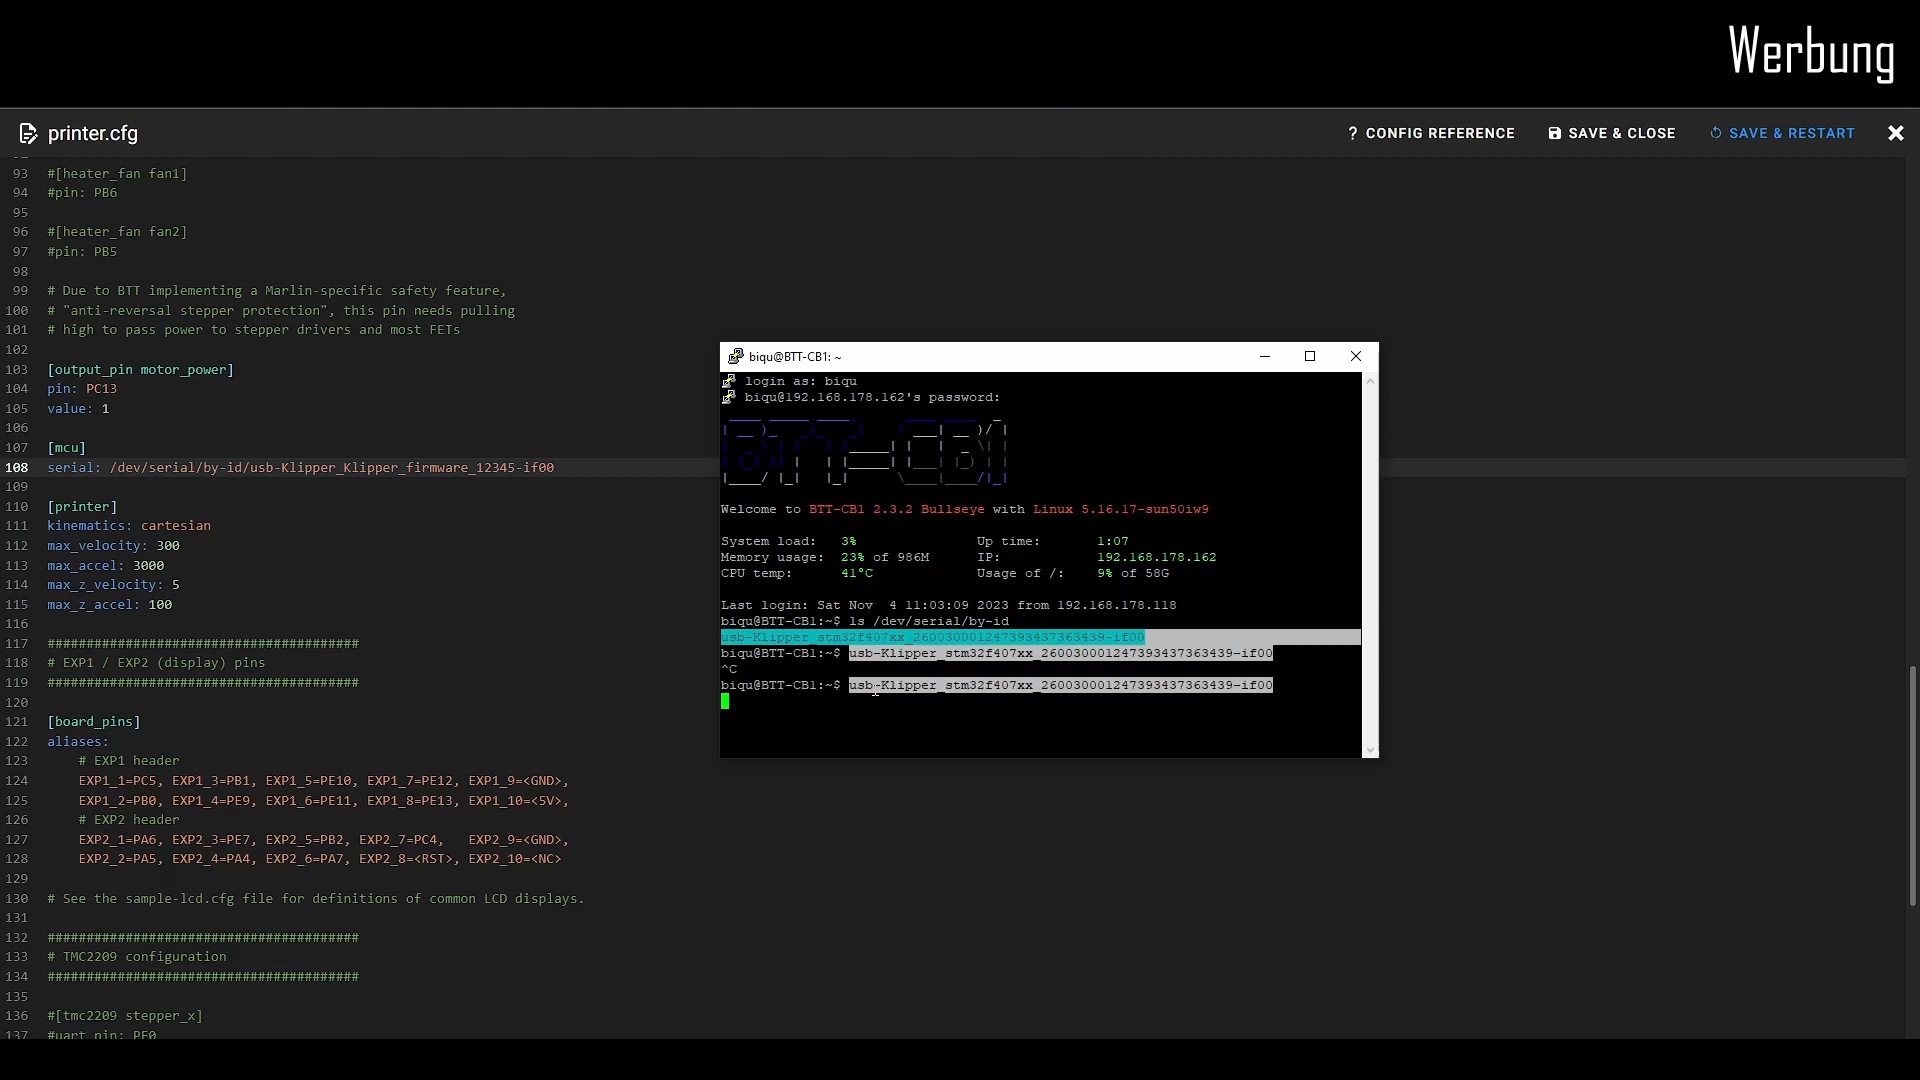 Werbung
printer.cfg
? CONFIG REFERENCE
SAVE & CLOSE
SAVE & RESTART
93 #[heater_fan fan1]
94 #pin: PB6
95
96 #[heater_fan fan2]
97 #pin: PB5
98
99 # Due to BTT implementing a Marlin-specific safety feature,
100 # "anti-reversal stepper protection", this pin needs pulling
101 # high to pass power to stepper drivers and most FETs
102
103 [output_pin motor_power]
104 pin: PC13
105 value: 1
106
107 [mcu]
108 serial: /dev/serial/by-id/usb-Klipper_Klipper_firmware_12345-if00
109
110 [printer]
111 kinematics: cartesian
112 max_velocity: 300
113 max_accel: 3000
114 max_z_velocity: 5
115 max_z_accel: 100
116
117 ########################################
118 # EXP1 / EXP2 (display) pins
119 ########################################
120
121 [board_pins]
122 aliases:
123 # EXP1 header
124 EXP1_1=PC5, EXP1_3=PB1, EXP1_5=PE10, EXP1_7=PE12, EXP1_9=<GND>,
125 EXP1_2=PB0, EXP1_4=PE9, EXP1_6=PE11, EXP1_8=PE13, EXP1_10=<5V>,
126 # EXP2 header
127 EXP2_1=PA6, EXP2_3=PE7, EXP2_5=PB2, EXP2_7=PC4, EXP2_9=<GND>,
128 EXP2_2=PA5, EXP2_4=PA4, EXP2_6=PA7, EXP2_8=<RST>, EXP2_10=<NC>
129
130 # See the sample-lcd.cfg file for definitions of common LCD displays.
131
132 ########################################
133 # TMC2209 configuration
134 ########################################
135
136 #[tmc2209 stepper_x]
137 #uart_pin: PF0
biqu@BTT-CB1: ~
login as: biqu
biqu@192.168.178.162's password:
BTT-CB1
Welcome to BTT-CB1 2.3.2 Bullseye with Linux 5.16.17-sun50iw9
System load: 3% Up time: 1:07
Memory usage: 23% of 986M IP: 192.168.178.162
CPU temp: 41°C Usage of /: 9% of 58G
Last login: Sat Nov 4 11:03:09 2023 from 192.168.178.118
biqu@BTT-CB1:~$ ls /dev/serial/by-id
usb-Klipper_stm32f407xx_260030001247393437363439-if00
biqu@BTT-CB1:~$ usb-Klipper_stm32f407xx_260030001247393437363439-if00
^C
biqu@BTT-CB1:~$ usb-Klipper_stm32f407xx_260030001247393437363439-if00